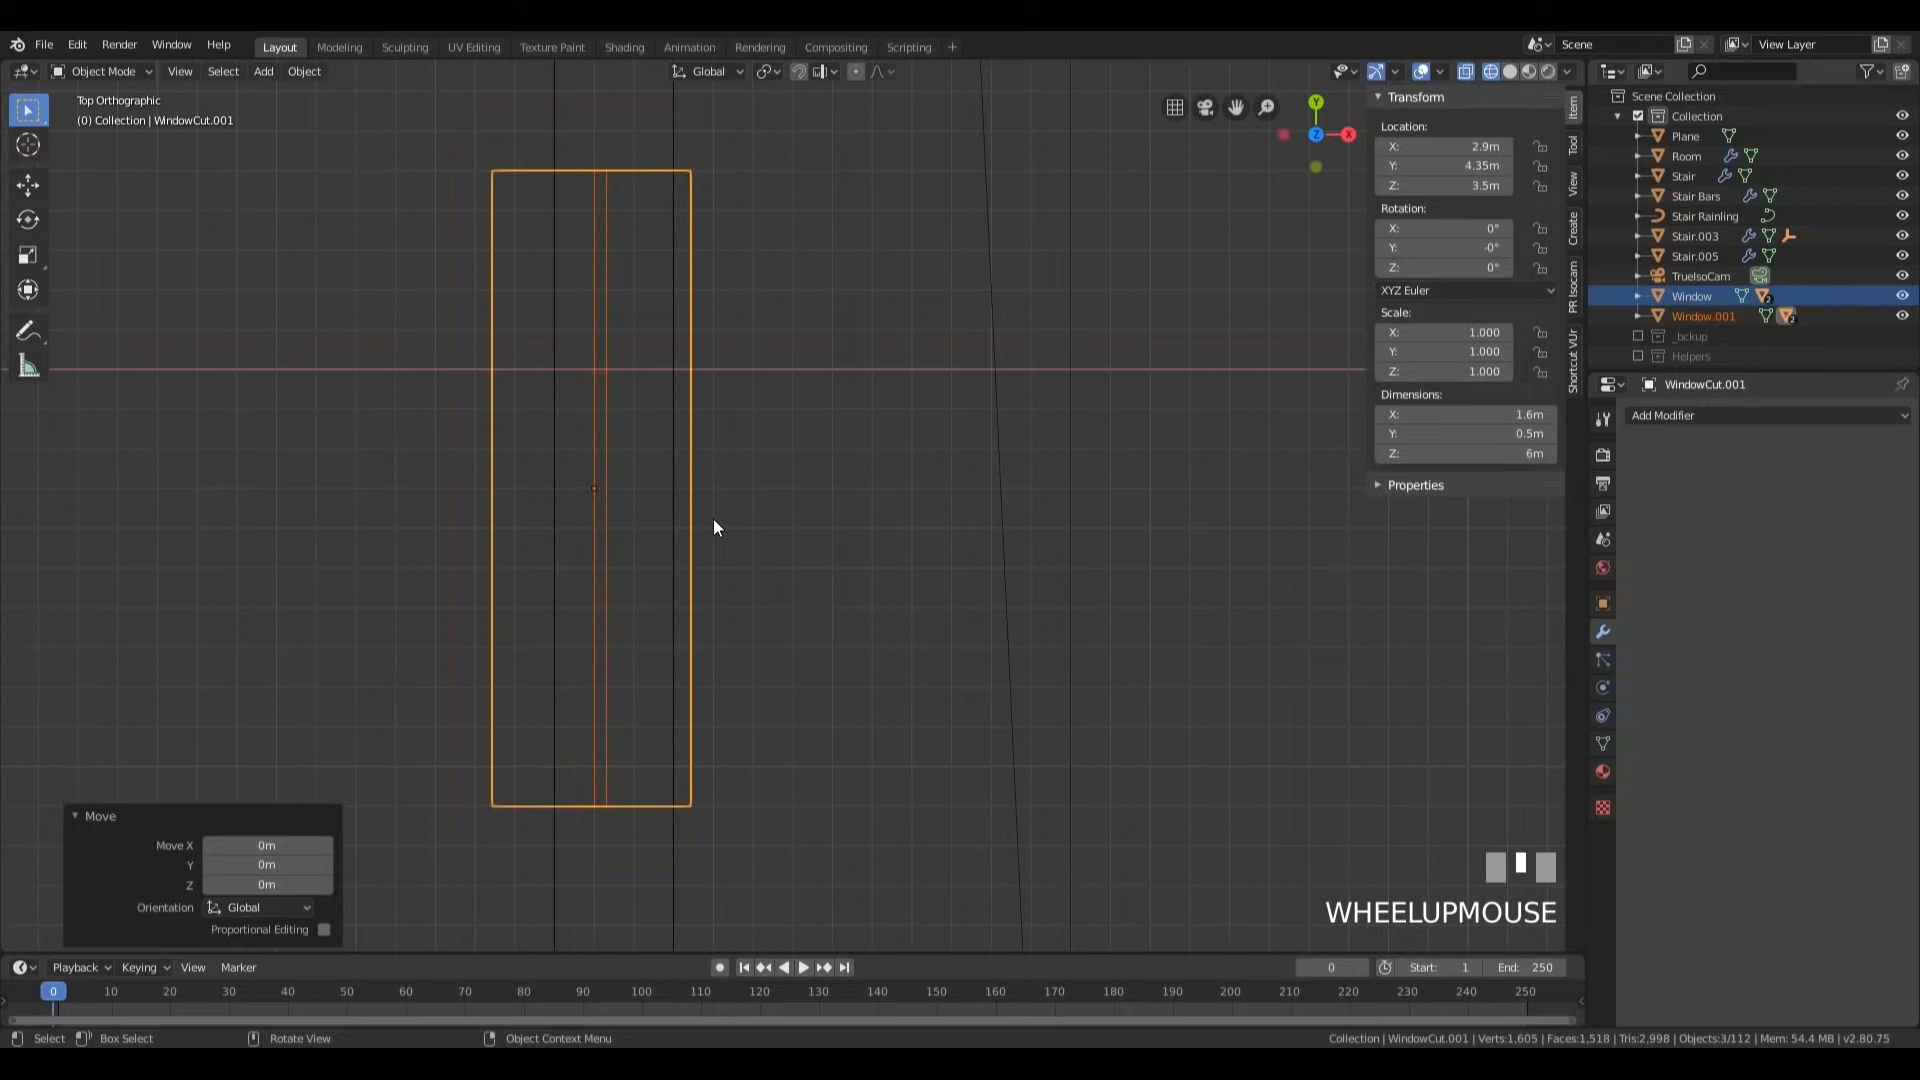 File Edit Render Window Help Layout Modeling Sculpting UV Editing Texture Paint Shading Animation Rendering Compositing Scripting + Scene View Layer
Object Mode View Select Add Object Global
Top Orthographic
(0) Collection | WindowCut.001
Y
Z
X
Transform
Location:
X: 2.9m
Y: 4.35m
Z: 3.5m
Rotation:
X: 0°
Y: -0°
Z: 0°
XYZ Euler
Scale:
X: 1.000
Y: 1.000
Z: 1.000
Dimensions:
X: 1.6m
Y: 0.5m
Z: 6m
Properties
Item
Tool
View
Create
PR Isocam
Shortcut VUr
Scene Collection
Collection
Plane
Room
Stair
Stair Bars
Stair Rainling
Stair.003
Stair.005
TrueIsoCam
Window 2
Window.001 2
_bckup
Helpers
WindowCut.001
Add Modifier
Move
Move X 0m
Y 0m
Z 0m
Orientation Global
Proportional Editing
WHEELUPMOUSE
Playback Keying View Marker 0 Start: 1 End: 250
0 10 20 30 40 50 60 70 80 90 100 110 120 130 140 150 160 170 180 190 200 210 220 230 240 250
Select Box Select Rotate View Object Context Menu Collection | WindowCut.001 | Verts:1,605 | Faces:1,518 | Tris:2,998 | Objects:3/112 | Mem: 54.4 MB | v2.80.75